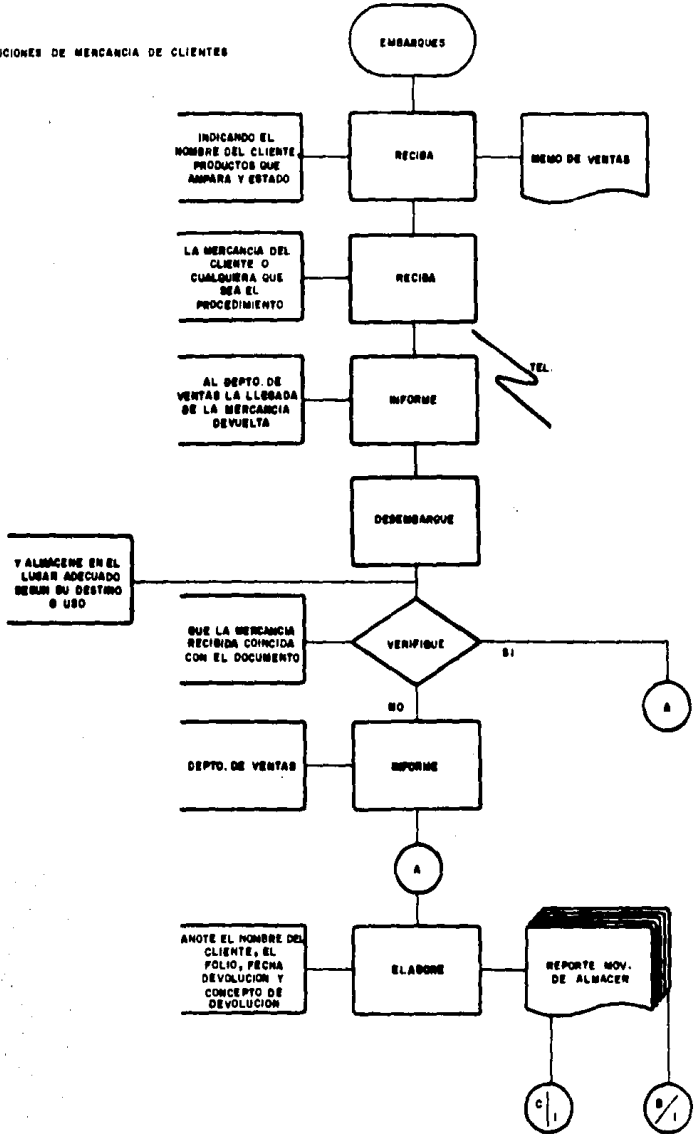 CIONES DE MERCANCIA DE CLIENTES
EMBARQUES
INDICANDO EL
NOMBRE DEL CLIENTE
PRODUCTOS QUE
AMPARA Y ESTADO
RECIBA
MEMO DE VENTAS
LA MERCANCIA DEL
CLIENTE O
CUALQUIERA QUE
SEA EL
PROCEDIMIENTO
RECIBA
TEL.
AL DEPTO. DE
VENTAS LA LLEGADA
DE LA MERCANCIA
DEVUELTA
INFORME
DESEMBARQUE
Y ALMACENE EN EL
LUGAR ADECUADO
SEGUN SU DESTINO
O USO
QUE LA MERCANCIA
RECIBIDA COINCIDA
CON EL DOCUMENTO
VERIFIQUE
SI
A
NO
DEPTO. DE VENTAS
INFORME
A
ANOTE EL NOMBRE DEL
CLIENTE, EL
FOLIO, FECHA
DEVOLUCION Y
CONCEPTO DE
DEVOLUCION
ELABORE
REPORTE MOV.
DE ALMACEN
C 1
B/1